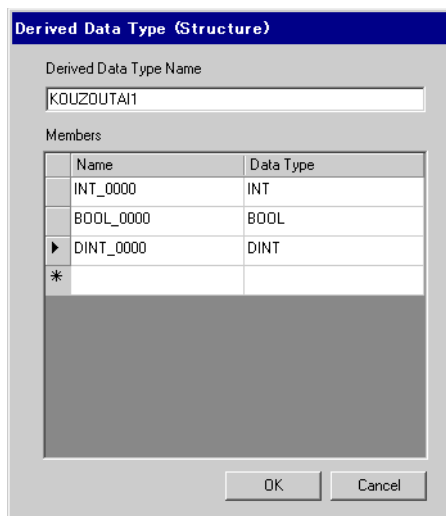 Derived Data Type (Structure)
Derived Data Type Name
KOUZOUTAI1
Members
Name Data Type
INT_0000 INT
BOOL_0000 BOOL
DINT_0000 DINT
*
OK Cancel